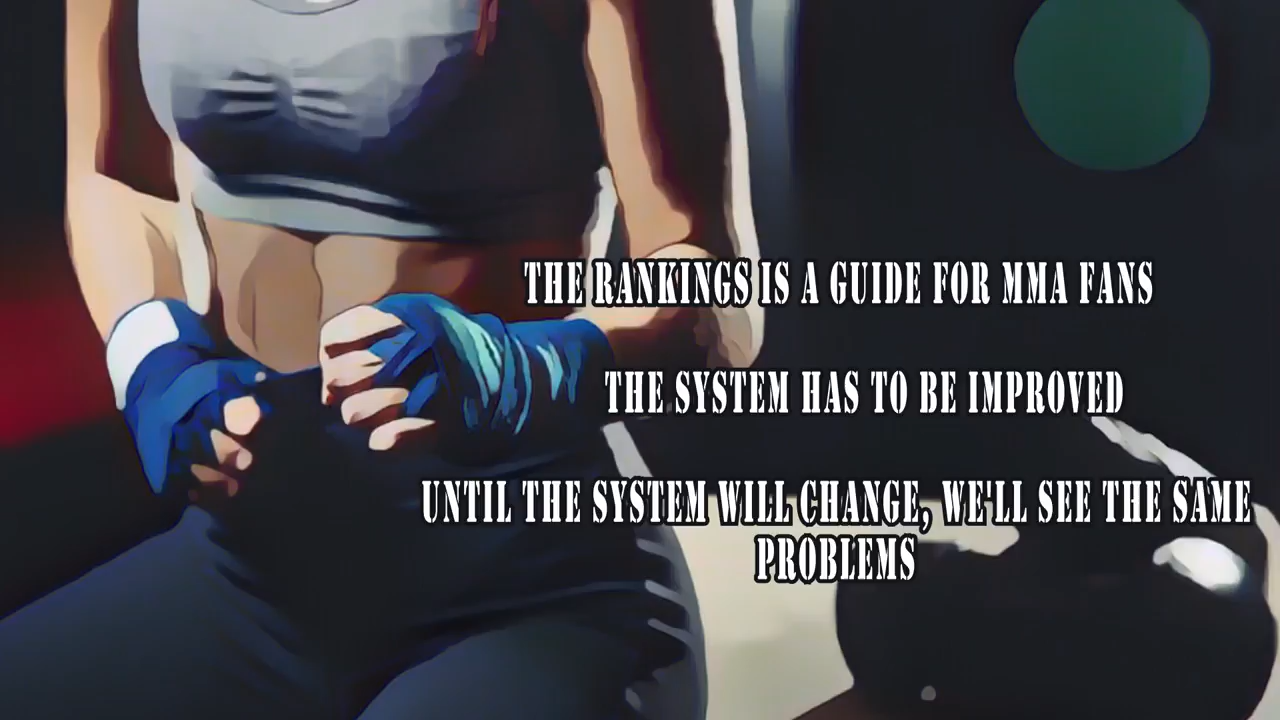 THE RANKINGS IS A GUIDE FOR MMA FANS
THE SYSTEM HAS TO BE IMPROVED
UNTIL THE SYSTEM WILL CHANGE, WE'LL SEE THE SAME
PROBLEMS